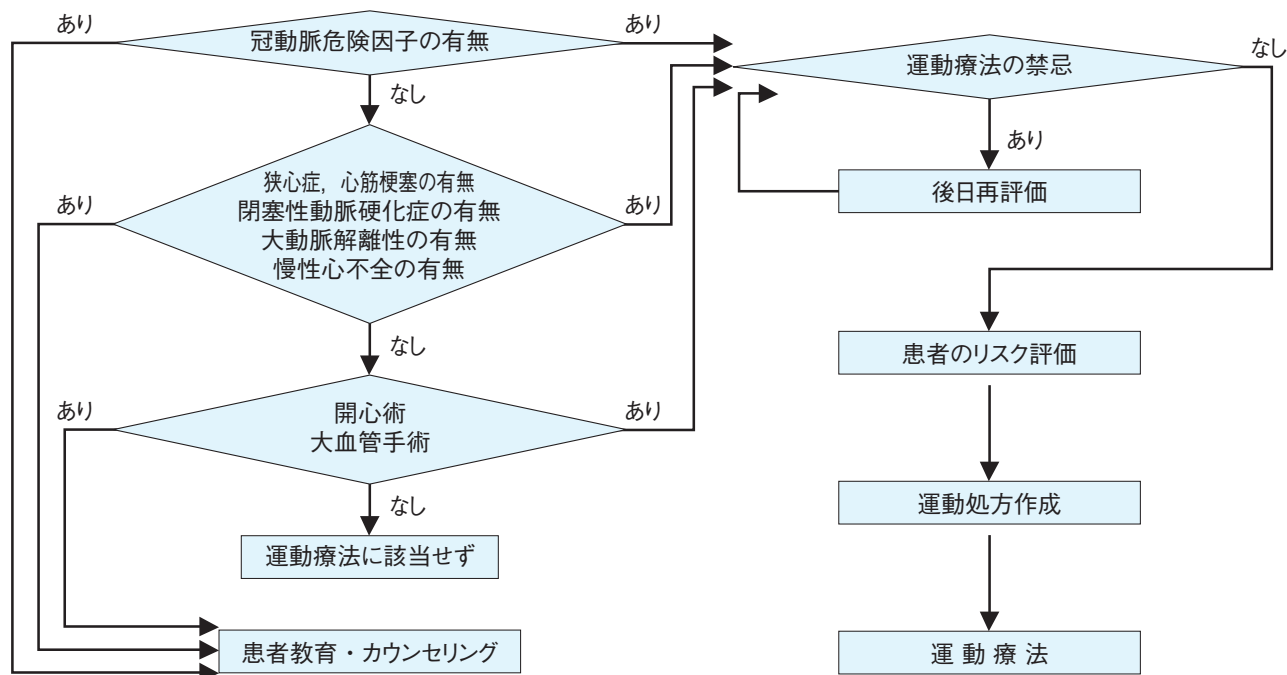 あり
冠動脈危険因子の有無
あり
なし
あり
狭心症，心筋梗塞の有無
閉塞性動脈硬化症の有無
大動脈解離性の有無
慢性心不全の有無
あり
なし
あり
開心術
大血管手術
あり
なし
運動療法に該当せず
患者教育・カウンセリング
運動療法の禁忌
なし
あり
後日再評価
患者のリスク評価
運動処方作成
運 動 療 法